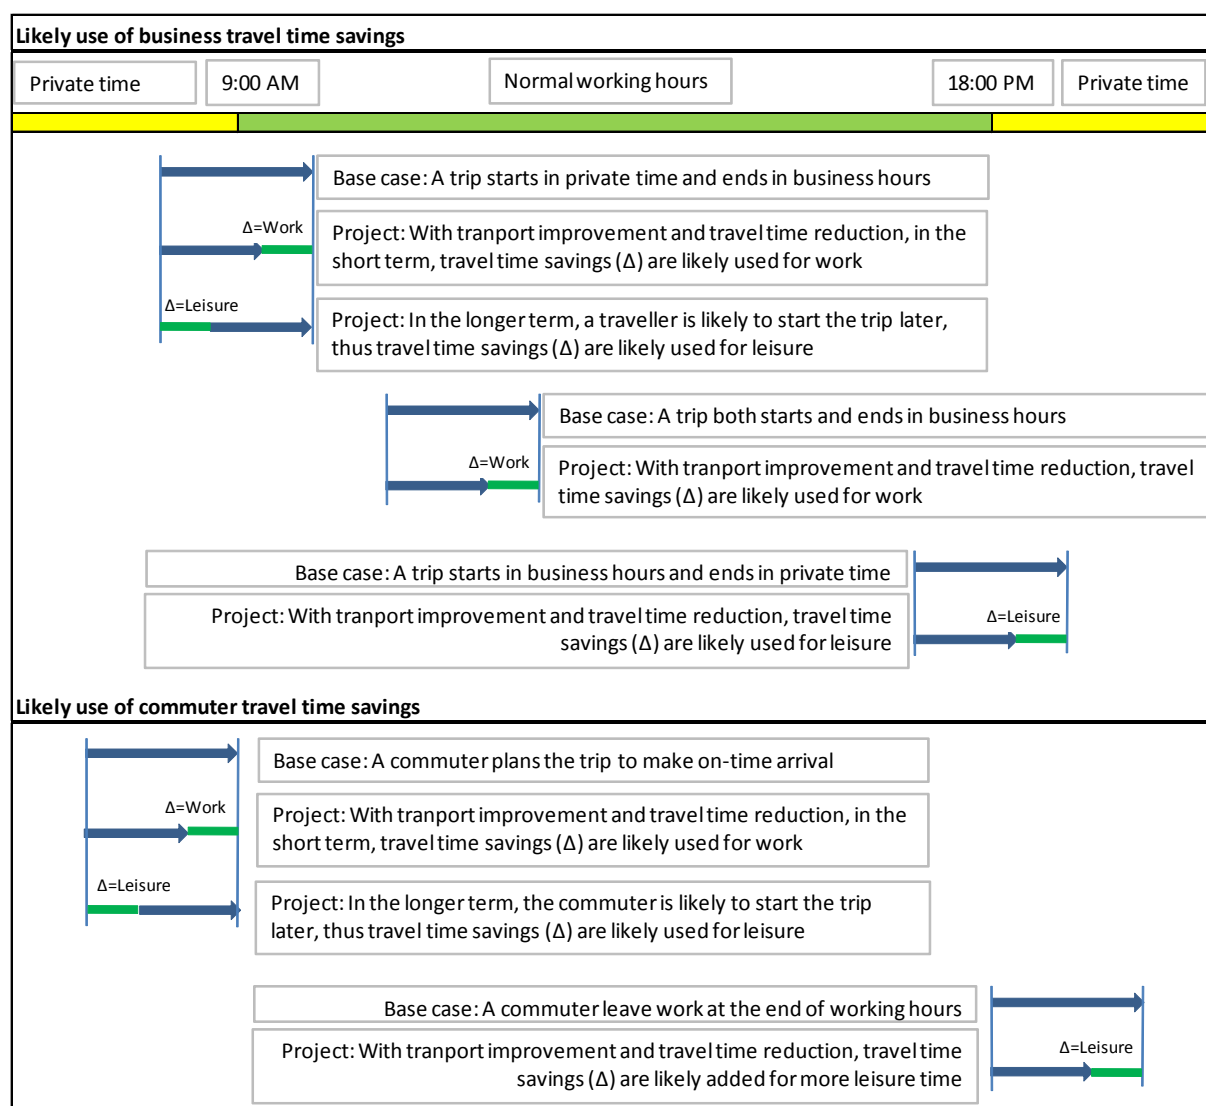 Likely use of business travel time savings
Private time
9:00 AM
Normal working hours
18:00 PM
Private time
Base case: A trip starts in private time and ends in business hours
Δ=Work
Project: With tranport improvement and travel time reduction, in the
short term, travel time savings (Δ) are likely used for work
Δ=Leisure
Project: In the longer term, a traveller is likely to start the trip later,
thus travel time savings (Δ) are likely used for leisure
Base case: A trip both starts and ends in business hours
Δ=Work
Project: With tranport improvement and travel time reduction, travel
time savings (Δ) are likely used for work
Base case: A trip starts in business hours and ends in private time
Project: With tranport improvement and travel time reduction, travel time
savings (Δ) are likely used for leisure
Δ=Leisure
Likely use of commuter travel time savings
Base case: A commuter plans the trip to make on-time arrival
Δ=Work
Project: With tranport improvement and travel time reduction, in the
short term, travel time savings (Δ) are likely used for work
Δ=Leisure
Project: In the longer term, the commuter is likely to start the trip
later, thus travel time savings (Δ) are likely used for leisure
Base case: A commuter leave work at the end of working hours
Project: With tranport improvement and travel time reduction, travel time
savings (Δ) are likely added for more leisure time
Δ=Leisure